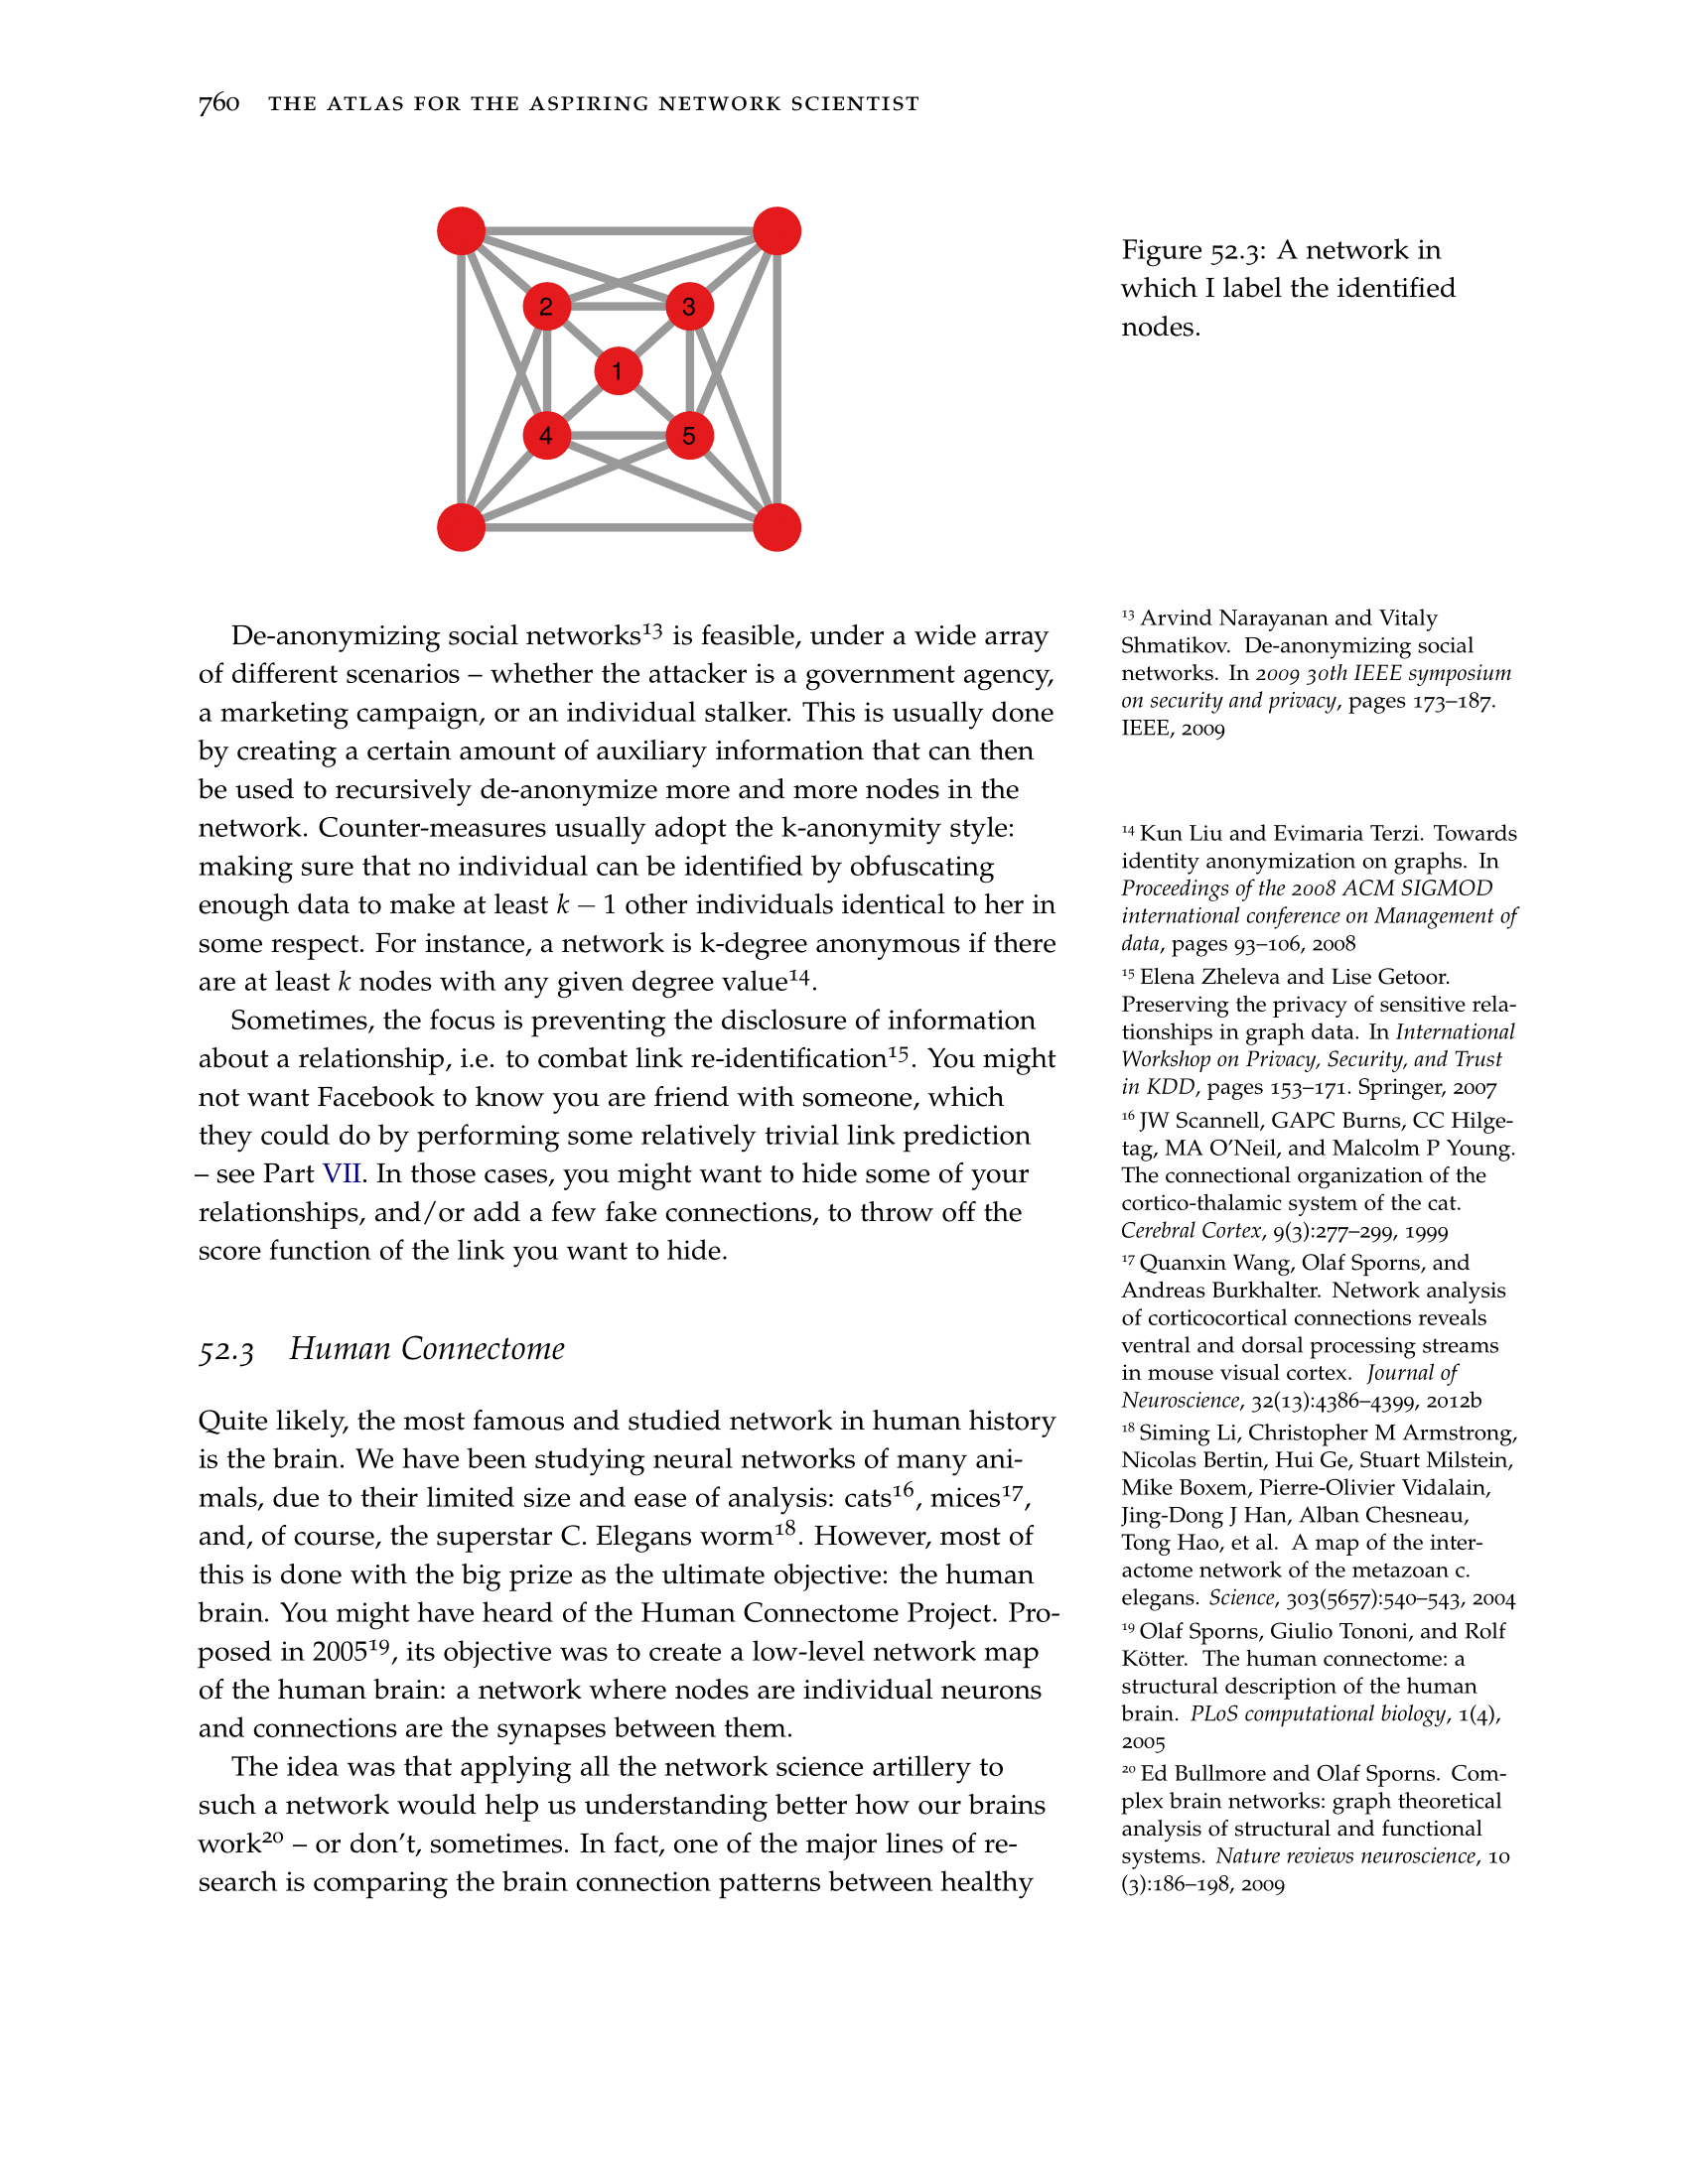 760 THE ATLAS FOR THE ASPIRING NETWORK SCIENTIST
2
3
1
4
5
Figure 52.3: A network in
which I label the identified
nodes.
De-anonymizing social networks¹³ is feasible, under a wide array
of different scenarios – whether the attacker is a government agency,
a marketing campaign, or an individual stalker. This is usually done
by creating a certain amount of auxiliary information that can then
be used to recursively de-anonymize more and more nodes in the
network. Counter-measures usually adopt the k-anonymity style:
making sure that no individual can be identified by obfuscating
enough data to make at least k − 1 other individuals identical to her in
some respect. For instance, a network is k-degree anonymous if there
are at least k nodes with any given degree value¹⁴.
Sometimes, the focus is preventing the disclosure of information
about a relationship, i.e. to combat link re-identification¹⁵. You might
not want Facebook to know you are friend with someone, which
they could do by performing some relatively trivial link prediction
– see Part VII. In those cases, you might want to hide some of your
relationships, and/or add a few fake connections, to throw off the
score function of the link you want to hide.
52.3 Human Connectome
Quite likely, the most famous and studied network in human history
is the brain. We have been studying neural networks of many ani-
mals, due to their limited size and ease of analysis: cats¹⁶, mices¹⁷,
and, of course, the superstar C. Elegans worm¹⁸. However, most of
this is done with the big prize as the ultimate objective: the human
brain. You might have heard of the Human Connectome Project. Pro-
posed in 2005¹⁹, its objective was to create a low-level network map
of the human brain: a network where nodes are individual neurons
and connections are the synapses between them.
The idea was that applying all the network science artillery to
such a network would help us understanding better how our brains
work²⁰ – or don't, sometimes. In fact, one of the major lines of re-
search is comparing the brain connection patterns between healthy
¹³ Arvind Narayanan and Vitaly
Shmatikov. De-anonymizing social
networks. In 2009 30th IEEE symposium
on security and privacy, pages 173–187.
IEEE, 2009
¹⁴ Kun Liu and Evimaria Terzi. Towards
identity anonymization on graphs. In
Proceedings of the 2008 ACM SIGMOD
international conference on Management of
data, pages 93–106, 2008
¹⁵ Elena Zheleva and Lise Getoor.
Preserving the privacy of sensitive rela-
tionships in graph data. In International
Workshop on Privacy, Security, and Trust
in KDD, pages 153–171. Springer, 2007
¹⁶ JW Scannell, GAPC Burns, CC Hilge-
tag, MA O'Neil, and Malcolm P Young.
The connectional organization of the
cortico-thalamic system of the cat.
Cerebral Cortex, 9(3):277–299, 1999
¹⁷ Quanxin Wang, Olaf Sporns, and
Andreas Burkhalter. Network analysis
of corticocortical connections reveals
ventral and dorsal processing streams
in mouse visual cortex. Journal of
Neuroscience, 32(13):4386–4399, 2012b
¹⁸ Siming Li, Christopher M Armstrong,
Nicolas Bertin, Hui Ge, Stuart Milstein,
Mike Boxem, Pierre-Olivier Vidalain,
Jing-Dong J Han, Alban Chesneau,
Tong Hao, et al. A map of the inter-
actome network of the metazoan c.
elegans. Science, 303(5657):540–543, 2004
¹⁹ Olaf Sporns, Giulio Tononi, and Rolf
Kötter. The human connectome: a
structural description of the human
brain. PLoS computational biology, 1(4),
2005
²⁰ Ed Bullmore and Olaf Sporns. Com-
plex brain networks: graph theoretical
analysis of structural and functional
systems. Nature reviews neuroscience, 10
(3):186–198, 2009